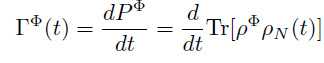 Γ^Φ(t) = dP^Φ/dt = d/dt Tr[ρ^Φ ρ_N(t)]